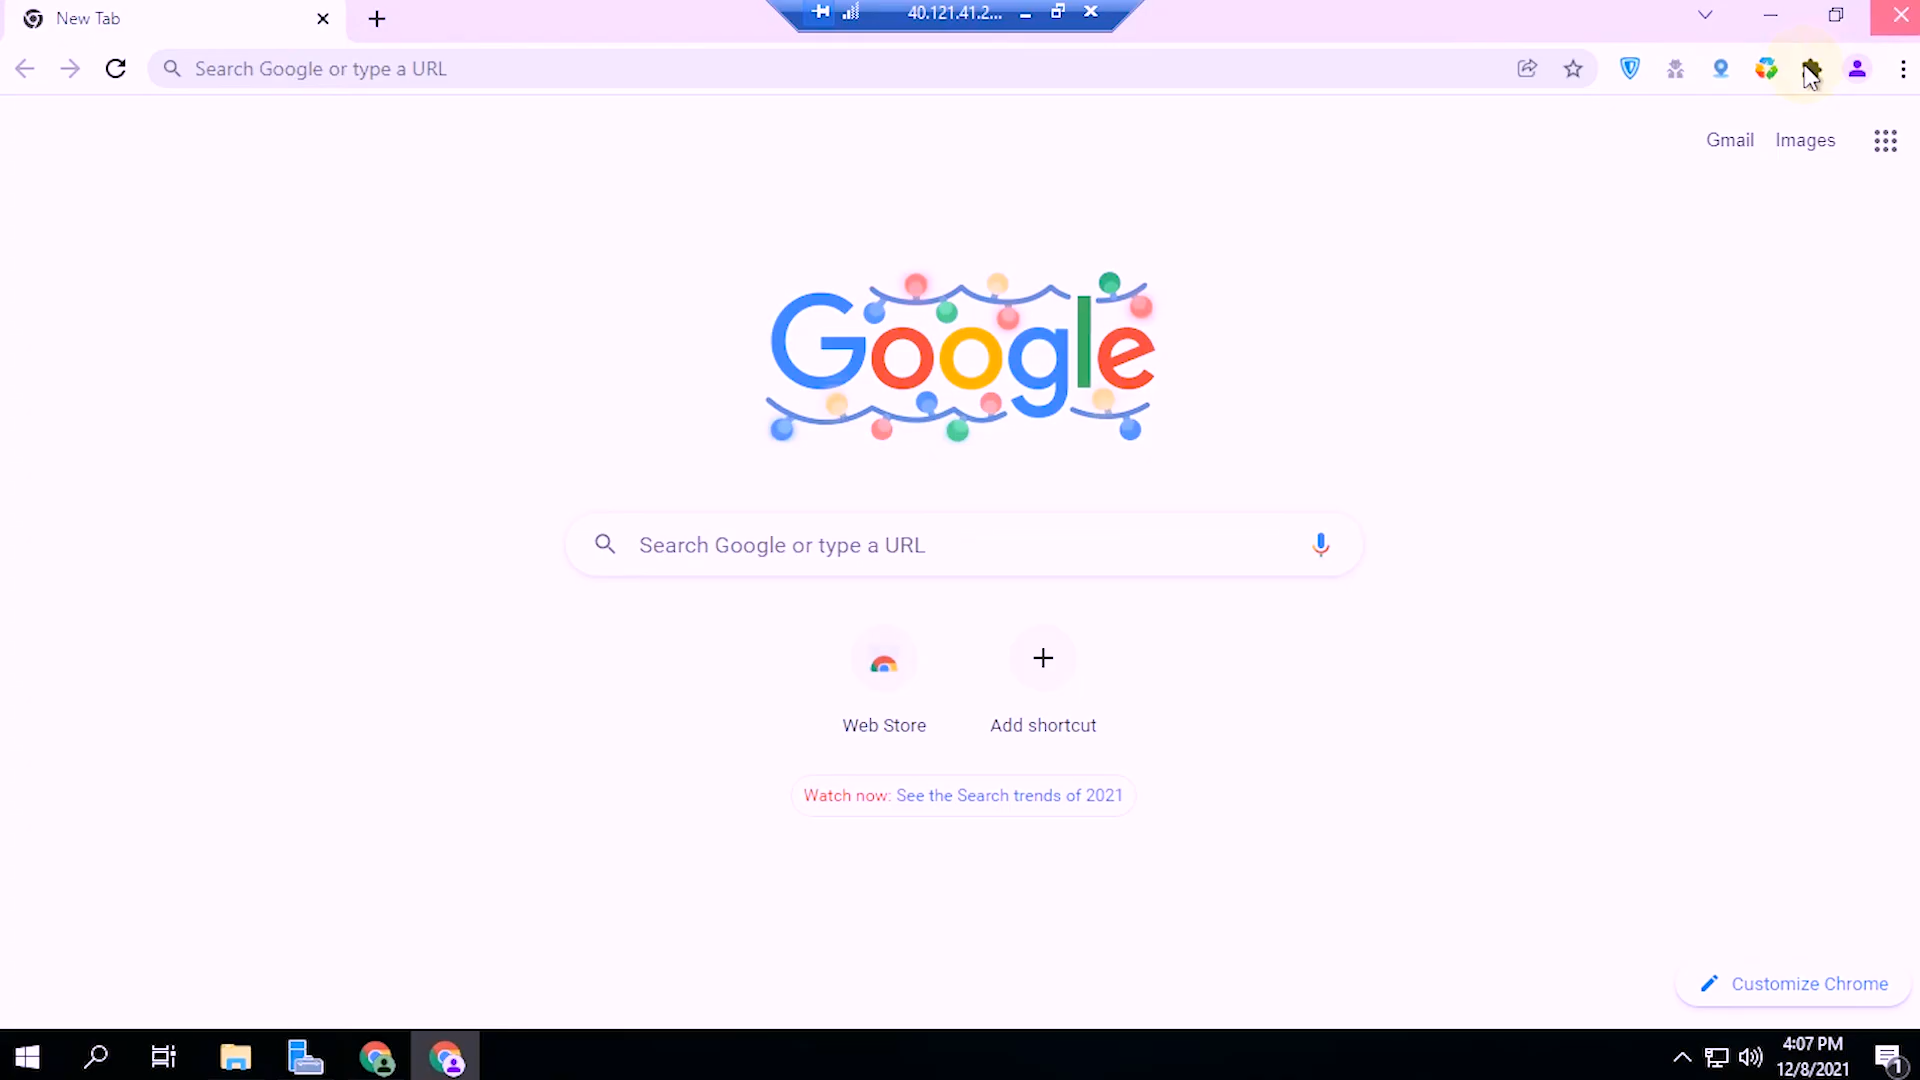 New Tab
40.121.41.2...
Search Google or type a URL
Gmail Images
Google
Search Google or type a URL
Web Store
Add shortcut
Watch now: See the Search trends of 2021
Customize Chrome
4:07 PM
12/8/2021
1